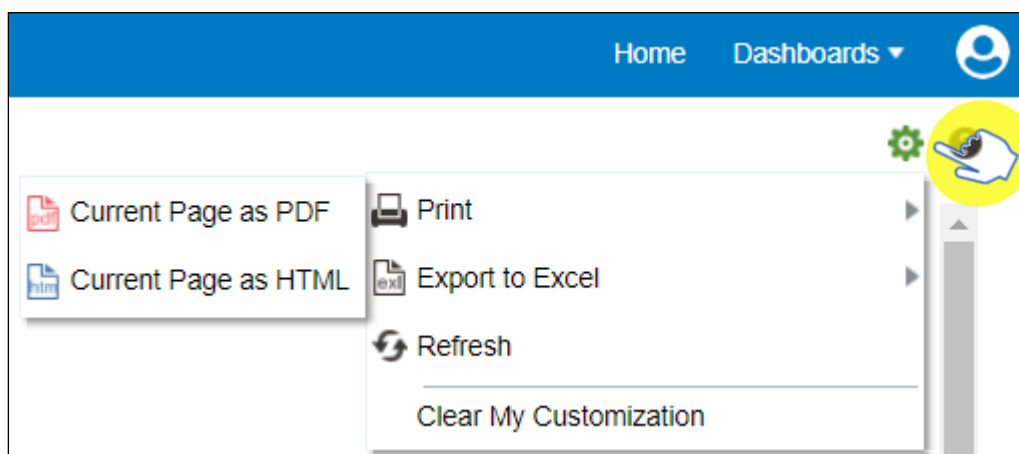 Home Dashboards
Current Page as PDF
Current Page as HTML
Print
Export to Excel
Refresh
Clear My Customization